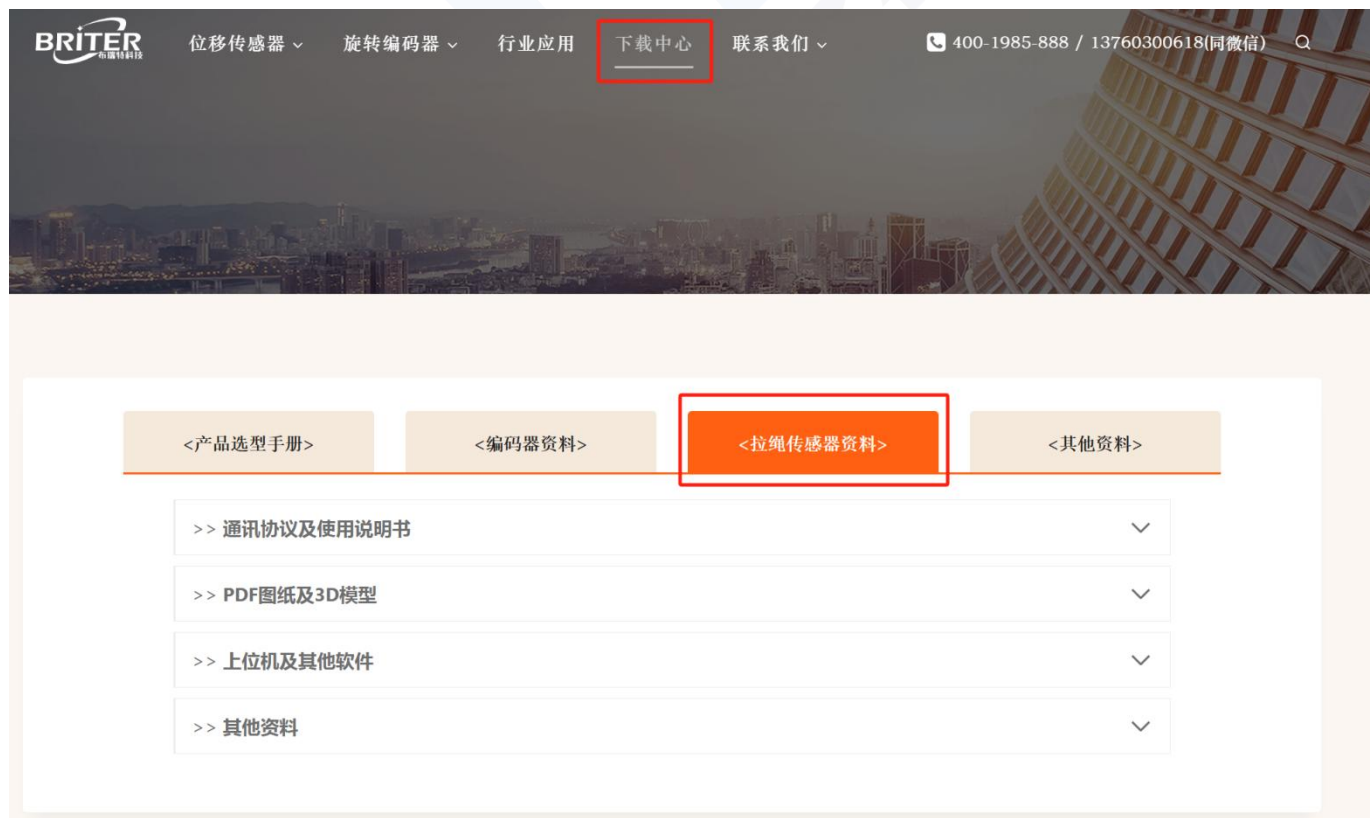 BRITER
布瑞特科技
位移传感器
旋转编码器
行业应用
下载中心
联系我们
400-1985-888 / 13760300618(同微信)
<产品选型手册>
<编码器资料>
<拉绳传感器资料>
<其他资料>
>> 通讯协议及使用说明书
>> PDF图纸及3D模型
>> 上位机及其他软件
>> 其他资料